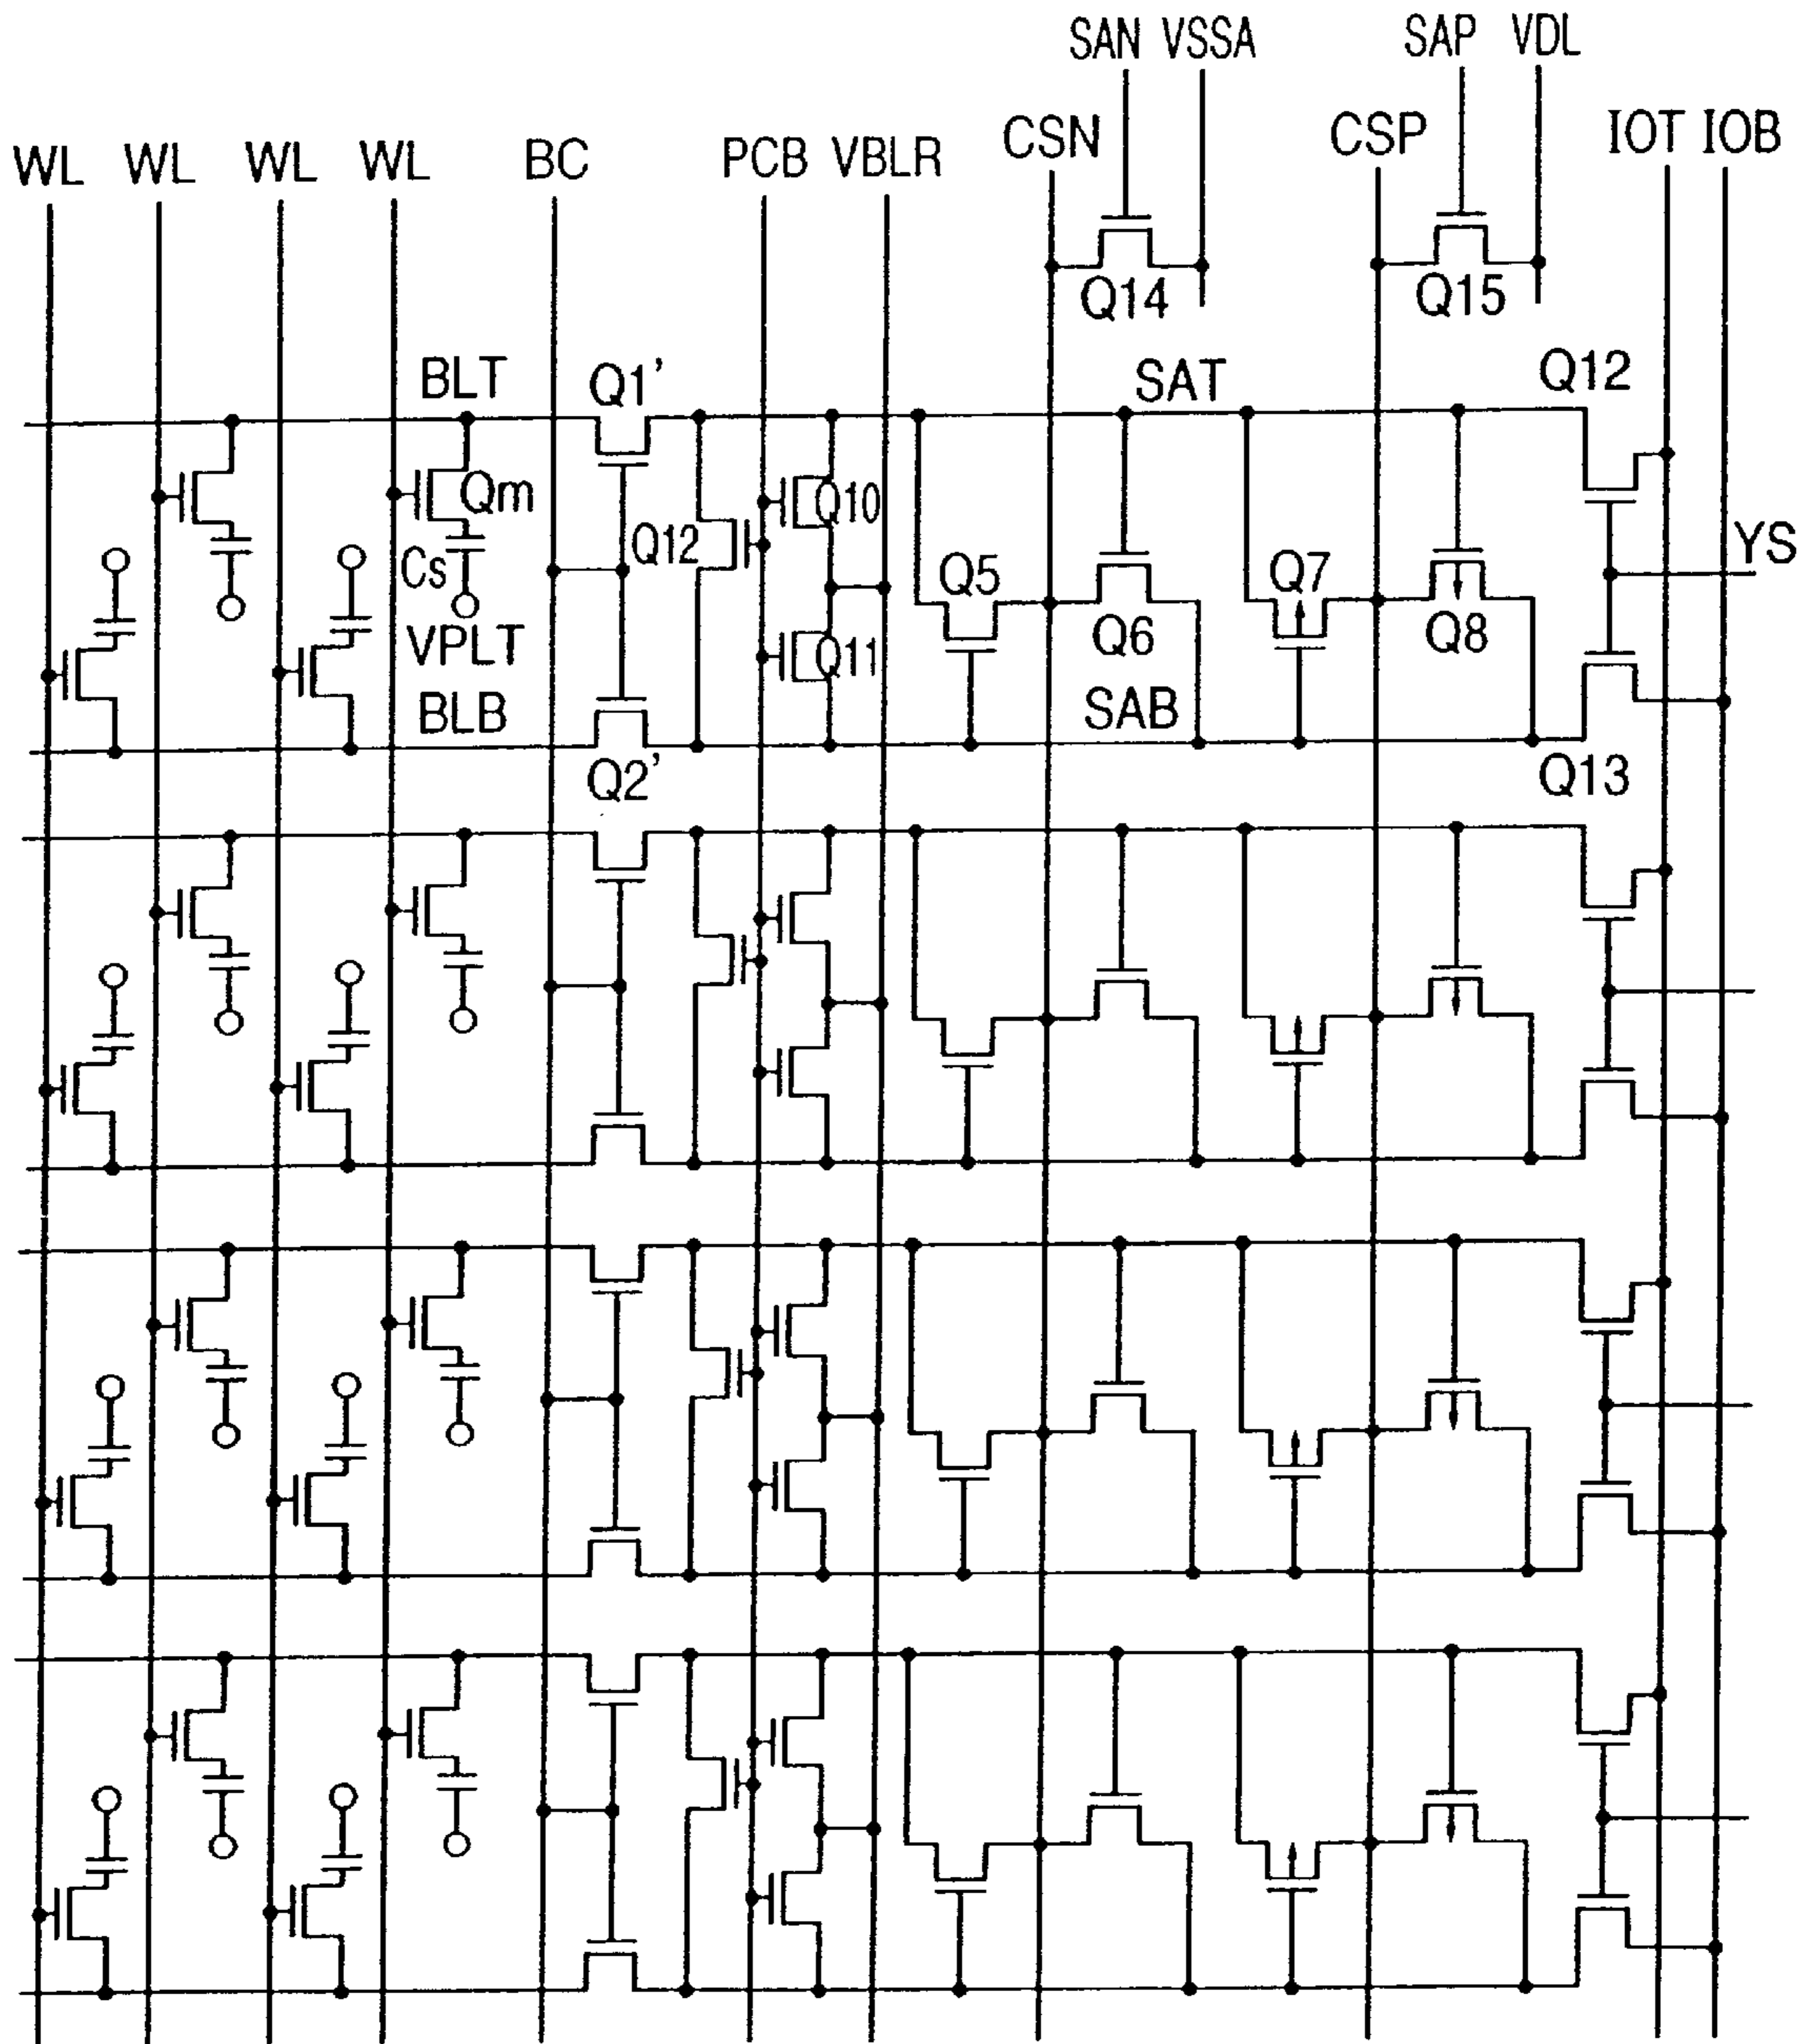 SAN VSSA SAP VDL
WL WL WL WL BC PCB VBLR CSN CSP IOT IOB
Q14 Q15
BLT Q1’ SAT Q12
Qm Q12 Q10
Cs Q5 Q7 YS
VPLT Q11 Q6 Q8
BLB SAB
Q2’ Q13